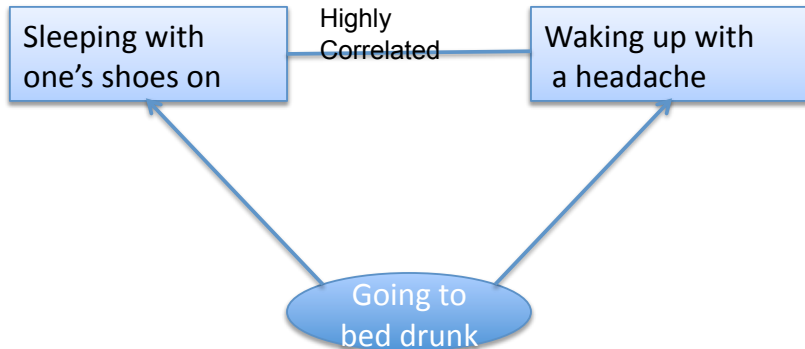 Sleeping with
one's shoes on
Highly
Correlated
Waking up with
a headache
Going to
bed drunk